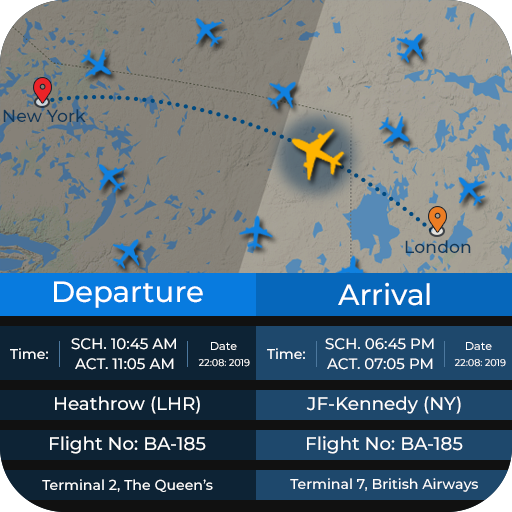 New York
London
Departure
Arrival
Time:
SCH. 10:45 AM
ACT. 11:05 AM
Date
22:08: 2019
Time:
SCH. 06:45 PM
ACT. 07:05 PM
Date
22:08: 2019
Heathrow (LHR)
JF-Kennedy (NY)
Flight No: BA-185
Flight No: BA-185
Terminal 2, The Queen's
Terminal 7, British Airways